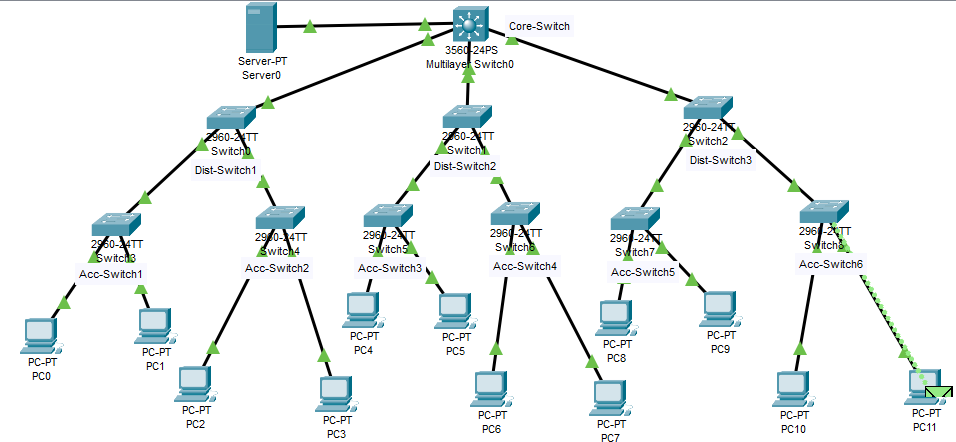 Core-Switch
3560-24PS
Multilayer Switch0
Server-PT
Server0
2960-24TT
Switch0
Dist-Switch1
2960-24TT
Switch1
Dist-Switch2
2960-24TT
Switch2
Dist-Switch3
2960-24TT
Switch3
Acc-Switch1
2960-24TT
Switch4
Acc-Switch2
2960-24TT
Switch5
Acc-Switch3
2960-24TT
Switch6
Acc-Switch4
2960-24TT
Switch7
Acc-Switch5
2960-24TT
Switch8
Acc-Switch6
PC-PT
PC0
PC-PT
PC1
PC-PT
PC2
PC-PT
PC3
PC-PT
PC4
PC-PT
PC5
PC-PT
PC6
PC-PT
PC7
PC-PT
PC8
PC-PT
PC9
PC-PT
PC10
PC-PT
PC11